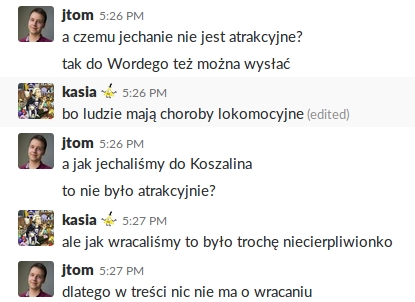 jtom 5:26 PM
a czemu jechanie nie jest atrakcyjne?
tak do Wordego też można wysłać
kasia 5:26 PM
bo ludzie mają choroby lokomocyjne (edited)
jtom 5:26 PM
a jak jechaliśmy do Koszalina
to nie było atrakcyjnie?
kasia 5:27 PM
ale jak wracaliśmy to było trochę niecierpliwionko
jtom 5:27 PM
dlatego w treści nic nie ma o wracaniu